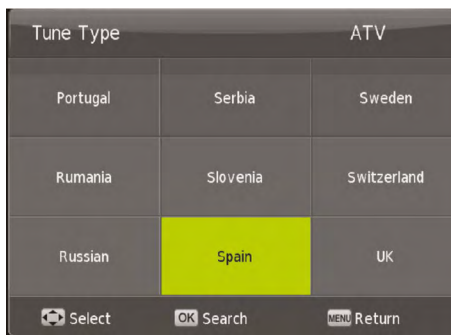 Tune Type ATV
Portugal Serbia Sweden
Rumania Slovenia Switzerland
Russian Spain UK
Select OK Search MENU Return